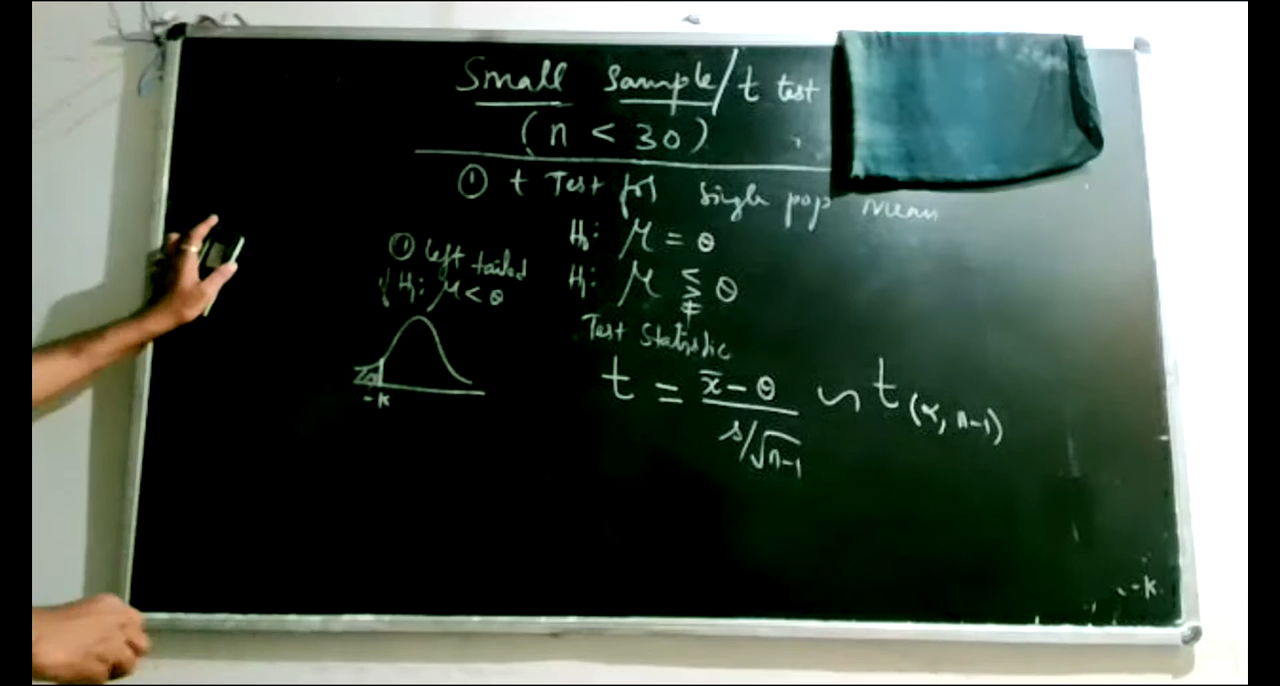 Small Sample/t test
(n < 30)
① t Test for single pop mean
H₀: μ = θ
H₁: μ ≶ ≠ θ
① left tailed
H₁: μ < θ
-k
Test Statistic
t = x̄ - θ / s/√n-1 ~ t(α, n-1)
-k